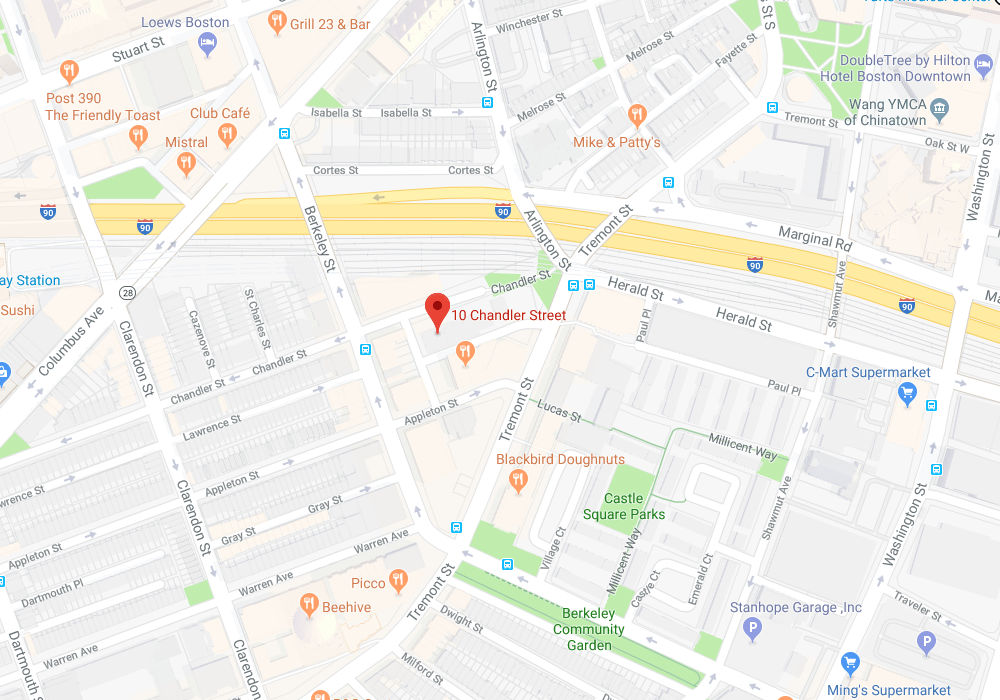 Loews Boston
Grill 23 & Bar
Winchester St
Arlington St
Melrose St
Fayette St
Stuart St
Post 390
The Friendly Toast
Club Café
Mistral
Isabella St
Isabella St
Melrose St
Mike & Patty's
DoubleTree by Hilton
Hotel Boston Downtown
Wang YMCA
of Chinatown
Tremont St
Oak St W
Washington St
Cortes St
Cortes St
90
90
90
Berkeley St
Arlington St
Tremont St
Marginal Rd
90
90
Shawmut Ave
ay Station
Sushi
28
Columbus Ave
Cazenove St
St Charles St
Chandler St
10 Chandler Street
Herald St
Herald St
Paul Pl
Clarendon St
Chandler St
Chandler St
Lawrence St
Appleton St
Tremont St
Lucas St
Paul Pl
C-Mart Supermarket
Millicent Way
Blackbird Doughnuts
Castle
Square Parks
wrence St
Appleton St
Gray St
Gray St
Clarendon St
Warren Ave
Village Ct
Millicent Way
Shawmut Ave
Washington St
Appleton St
Dartmouth Pl
Warren Ave
Picco
Beehive
Tremont St
Emerald Ct
Berkeley
Community
Garden
Stanhope Garage ,Inc
P
P
Traveler St
Dartmouth S
Warren Ave
Clarendon St
Dwight St
Milford St
Ming's Supermarket